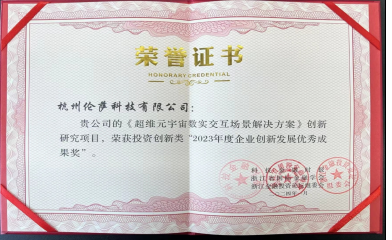 荣誉证书
HONORARY CERTIFICATE
杭州伦萨科技有限公司：
贵公司的《超维元宇宙数实交互场景解决方案》创新
研究项目，荣获投资创新类“2023年度企业创新发展优秀成
果奖”。